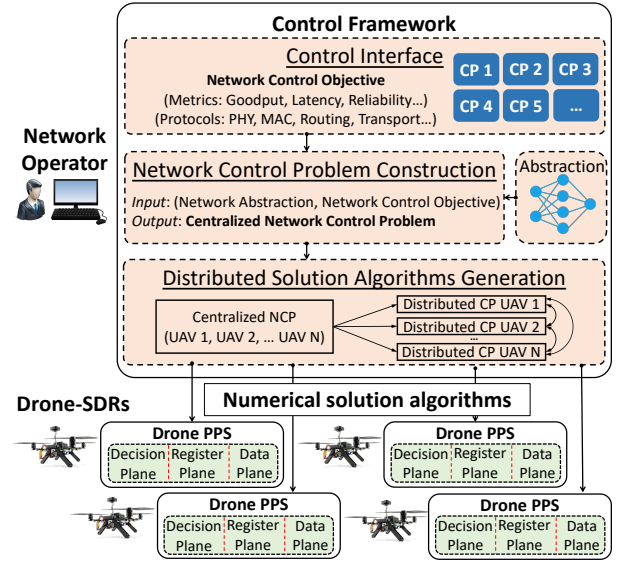 Control Framework
Control Interface
Network Control Objective
(Metrics: Goodput, Latency, Reliability...)
(Protocols: PHY, MAC, Routing, Transport...)
CP 1
CP 2
CP 3
CP 4
CP 5
...
Network
Operator
Network Control Problem Construction
Input: (Network Abstraction, Network Control Objective)
Output: Centralized Network Control Problem
Abstraction
Distributed Solution Algorithms Generation
Centralized NCP
(UAV 1, UAV 2, ... UAV N)
Distributed CP UAV 1
Distributed CP UAV 2
...
Distributed CP UAV N
Numerical solution algorithms
Drone-SDRs
Drone PPS
Decision Register Data
Plane Plane Plane
Drone PPS
Decision Register Data
Plane Plane Plane
Drone PPS
Decision Register Data
Plane Plane Plane
Drone PPS
Decision Register Data
Plane Plane Plane